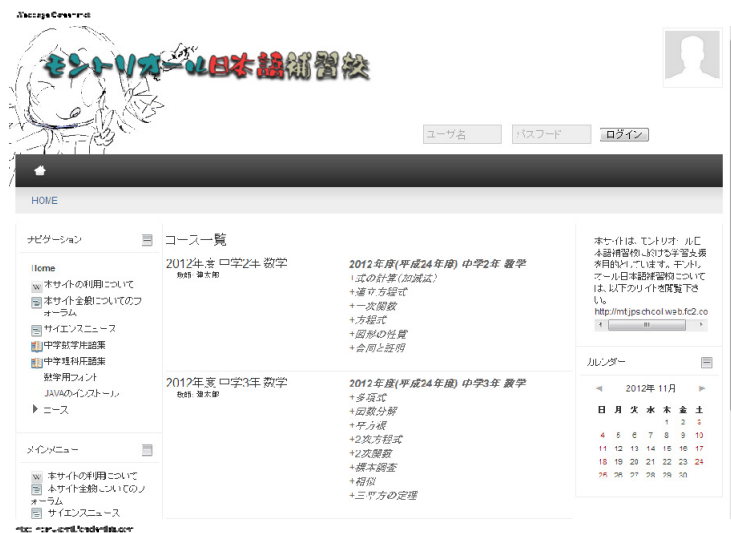 モントリオール日本語補習校
ユーザ名
パスワード
ログイン
HOME
ナビゲーション
Home
本サイトの利用について
本サイト全般についてのフ
ォーラム
サイエンスニュース
中学数学用語集
中学理科用語集
数学用フォント
JAVAのインストール
コース
メインメニュー
本サイトの利用について
本サイト全般についてのフ
ォーラム
サイエンスニュース
コース一覧
2012年度 中学2年 数学
2012年度(平成24年度) 中学2年 数学
+式の計算(加減法)
+連立方程式
+一次関数
+方程式
+図形の性質
+合同と証明
2012年度 中学3年 数学
2012年度(平成24年度) 中学3年 数学
+多項式
+因数分解
+平方根
+2次方程式
+2次関数
+標本調査
+相似
+三平方の定理
本サイトは、モントリオール日
本語補習校における学習支援
を目的としています。モントリ
オール日本語補習校について
は、以下のサイトを閲覧下さ
い。
http://mtjpschool.web.fc2.co
カレンダー
2012年 11月
日 月 火 水 木 金 土
1 2 3
4 5 6 7 8 9 10
11 12 13 14 15 16 17
18 19 20 21 22 23 24
25 26 27 28 29 30